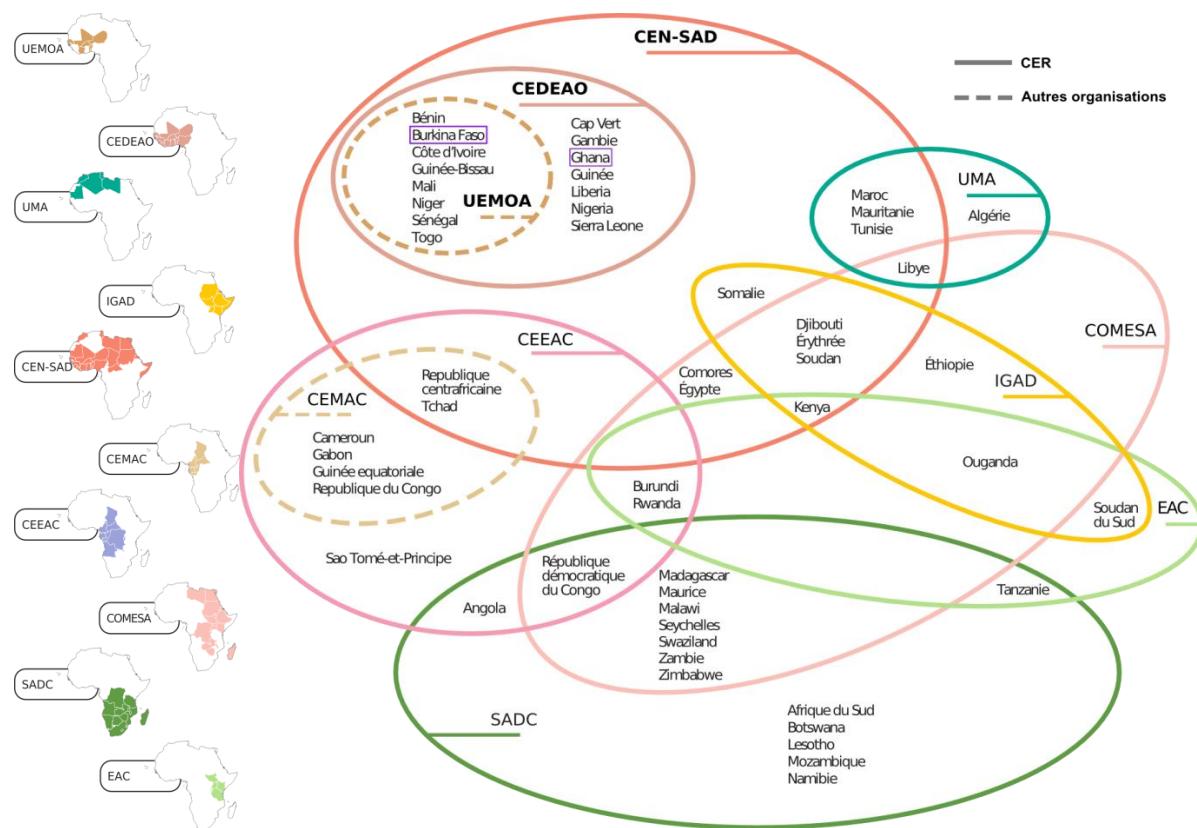 UEMOA
CEDEAO
UMA
IGAD
CEN-SAD
CEMAC
CEEAC
COMESA
SADC
EAC
CEN-SAD
CER
Autres organisations
CEDEAO
Bénin
Burkina Faso
Côte d'Ivoire
Guinée-Bissau
Mali
Niger
Sénégal
Togo
UEMOA
Cap Vert
Gambie
Ghana
Guinée
Liberia
Nigeria
Sierra Leone
UMA
Maroc
Mauritanie
Tunisie
Algérie
Libye
Somalie
Djibouti
Érythrée
Soudan
COMESA
Éthiopie
IGAD
Comores
Égypte
Kenya
CEEAC
Republique
centrafricaine
Tchad
CEMAC
Cameroun
Gabon
Guinée equatoriale
Republique du Congo
Ouganda
Burundi
Rwanda
Soudan
du Sud
EAC
Sao Tomé-et-Principe
République
démocratique
du Congo
Angola
Madagascar
Maurice
Malawi
Seychelles
Swaziland
Zambie
Zimbabwe
Tanzanie
SADC
Afrique du Sud
Botswana
Lesotho
Mozambique
Namibie